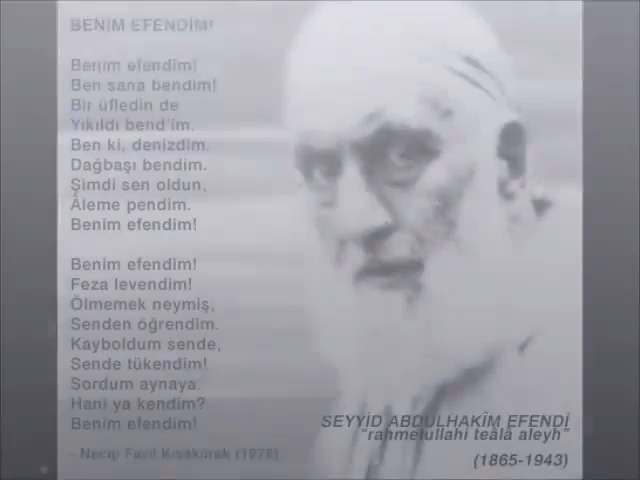 BENİM EFENDİM!
Benim efendim!
Ben sana bendim!
Bir üfledin de
Yıkıldı bend'im.
Ben ki, denizdim.
Dağbaşı bendim.
Şimdi sen oldun,
Âleme pendim.
Benim efendim!
Benim efendim!
Feza levendim!
Ölmemek neymiş,
Senden öğrendim.
Kayboldum sende,
Sende tükendim!
Sordum aynaya.
Hani ya kendim?
Benim efendim!
- Necip Fazıl Kısakürek (1978)
SEYYİD ABDULHAKÎM EFENDİ
"rahmetullahi teâlâ aleyh"
(1865-1943)